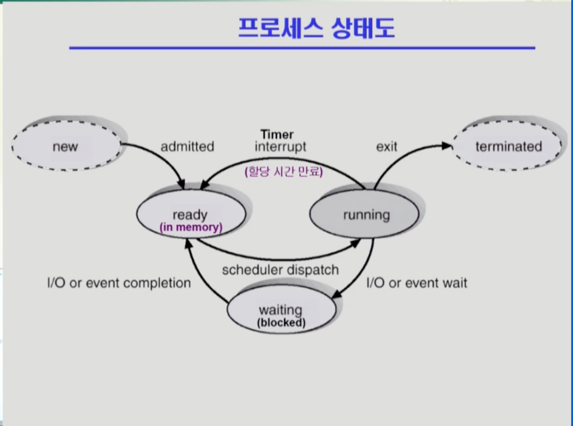 프로세스 상태도
new
admitted
Timer
interrupt
(할당 시간 만료)
exit
terminated
ready
(in memory)
running
scheduler dispatch
I/O or event completion
I/O or event wait
waiting
(blocked)